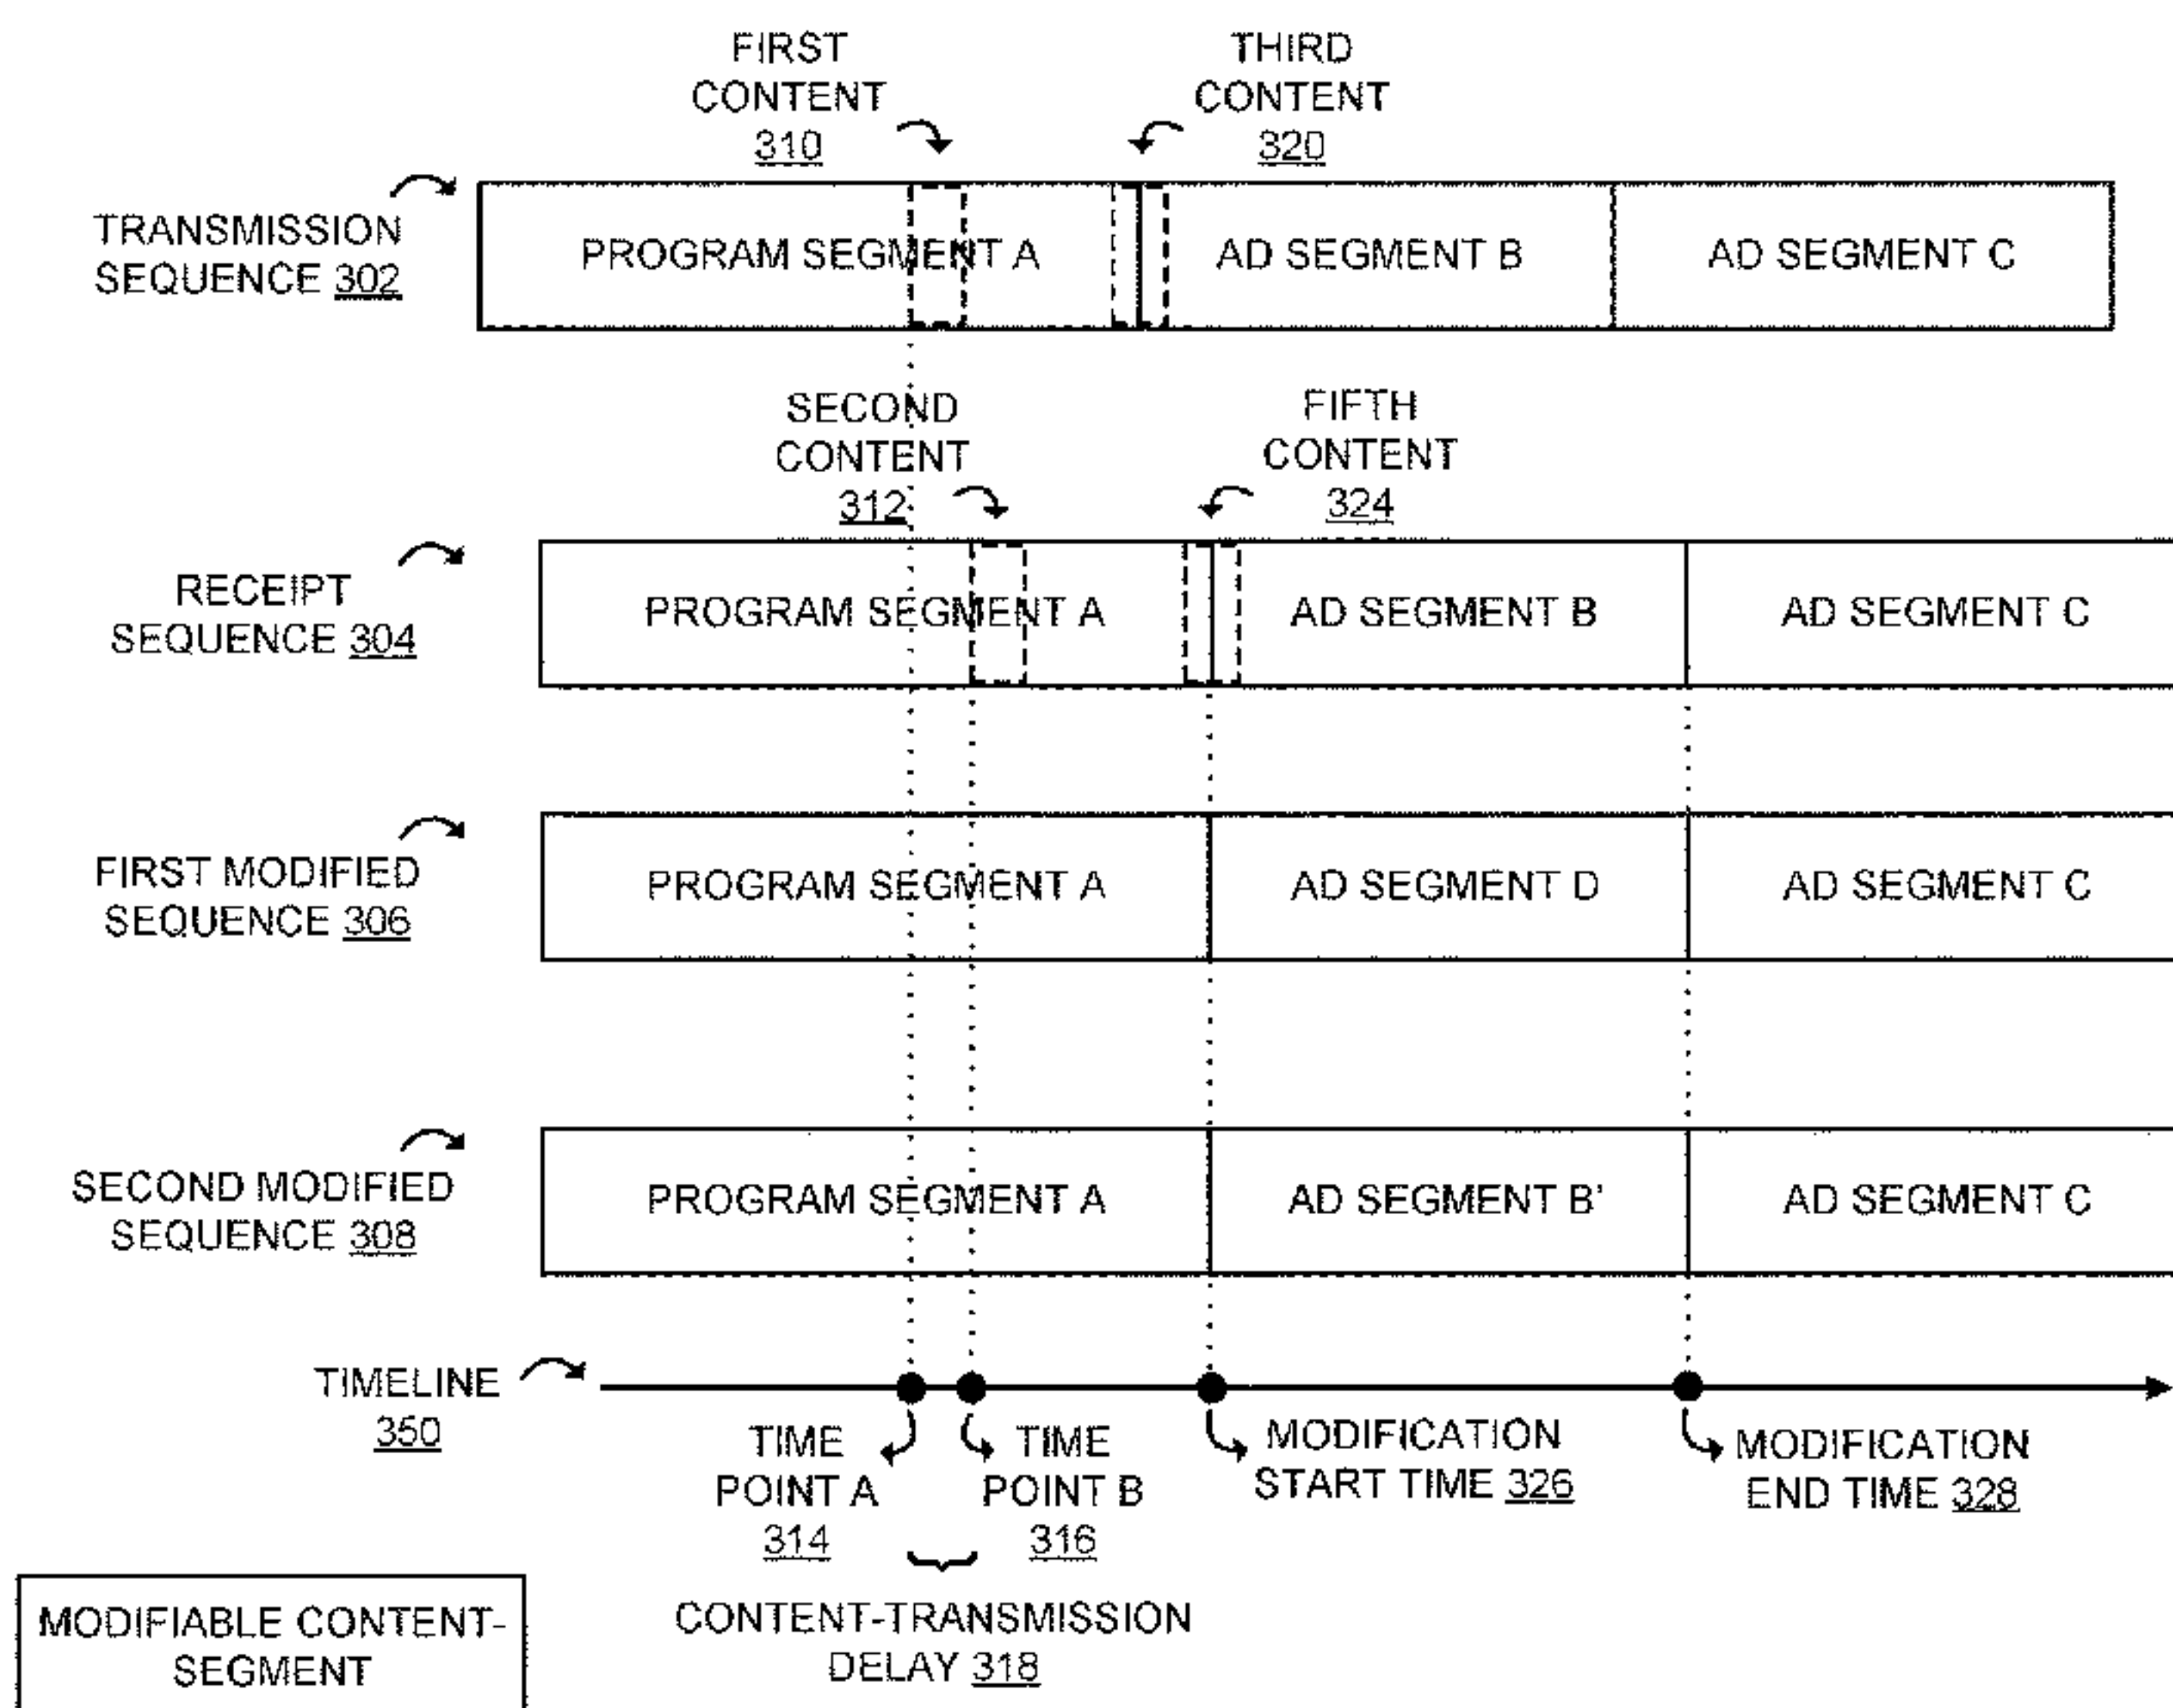 FIRST
CONTENT
310
THIRD
CONTENT
320
TRANSMISSION
SEQUENCE 302
PROGRAM SEGMENT A
AD SEGMENT B
AD SEGMENT C
SECOND
CONTENT
312
FIFTH
CONTENT
324
RECEIPT
SEQUENCE 304
PROGRAM SEGMENT A
AD SEGMENT B
AD SEGMENT C
FIRST MODIFIED
SEQUENCE 306
PROGRAM SEGMENT A
AD SEGMENT D
AD SEGMENT C
SECOND MODIFIED
SEQUENCE 308
PROGRAM SEGMENT A
AD SEGMENT B'
AD SEGMENT C
TIMELINE
350
TIME
POINT A
314
TIME
POINT B
316
MODIFICATION
START TIME 326
MODIFICATION
END TIME 328
CONTENT-TRANSMISSION
DELAY 318
MODIFIABLE CONTENT-
SEGMENT